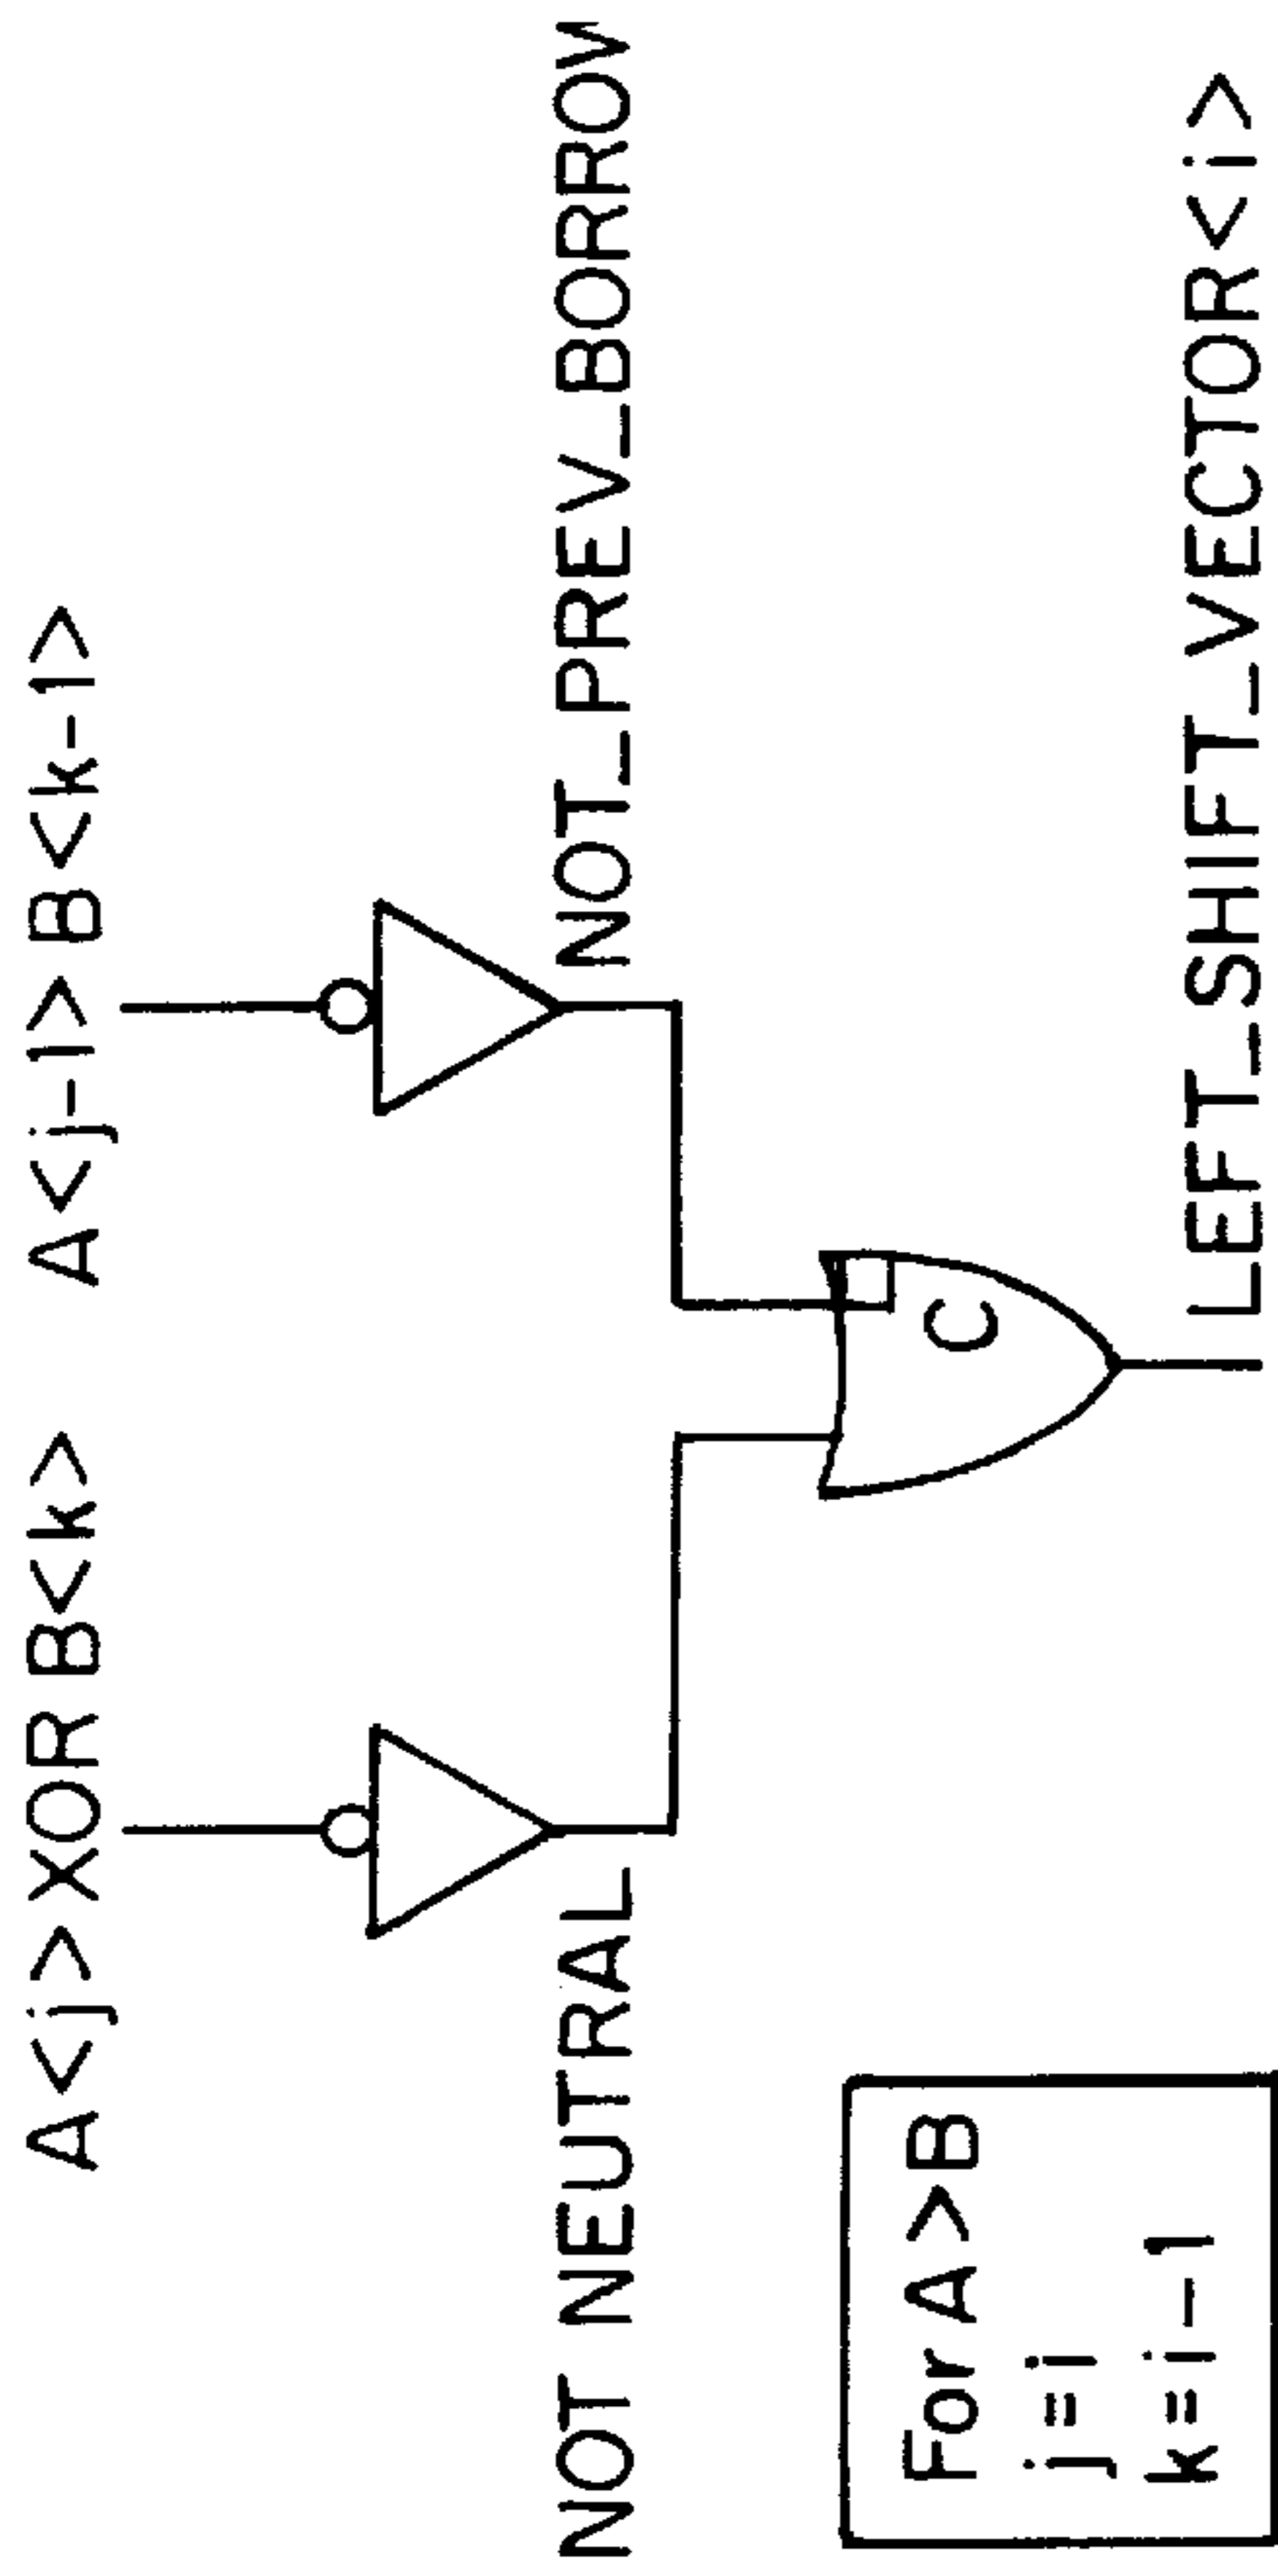 A<j> XOR B<k>
A<j-1> B<k-1>
NOT NEUTRAL
NOT_PREV_BORROW
C
LEFT_SHIFT_VECTOR<i>
For A>B
j=i
k=i-1